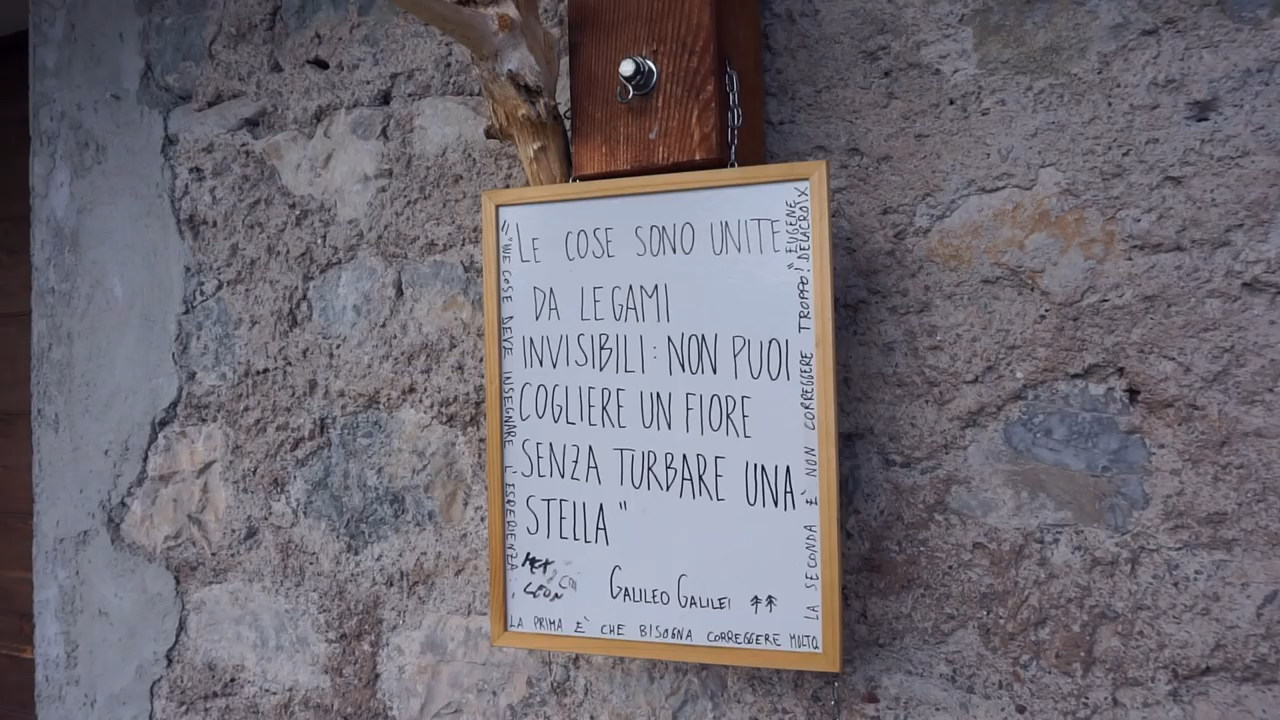 "LE COSE SONO UNITE
DA LEGAMI
INVISIBILI: NON PUOI
COGLIERE UN FIORE
SENZA TURBARE UNA
STELLA"
GALILEO GALILEI
COSE DEVE INSEGNARE L'ESPERIENZA,
LA PRIMA È CHE BISOGNA CORREGGERE MOLTO,
LA SECONDA È NON CORREGGERE TROPPO!"
EUGENE
DELACROIX
LEON